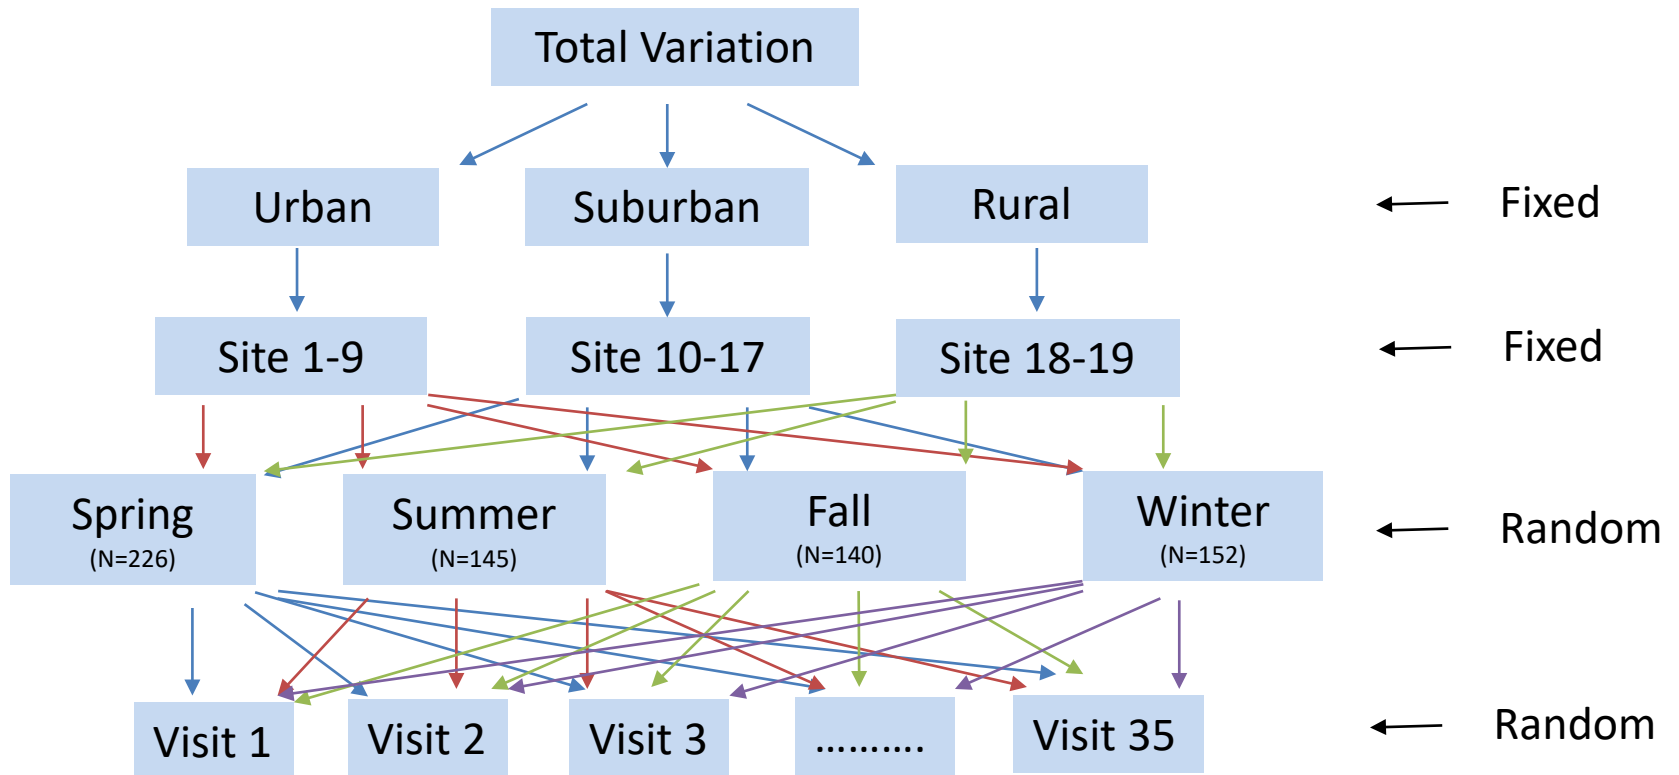 Total Variation
Urban
Suburban
Rural
Fixed
Site 1-9
Site 10-17
Site 18-19
Fixed
Spring
(N=226)
Summer
(N=145)
Fall
(N=140)
Winter
(N=152)
Random
Visit 1
Visit 2
Visit 3
……….
Visit 35
Random